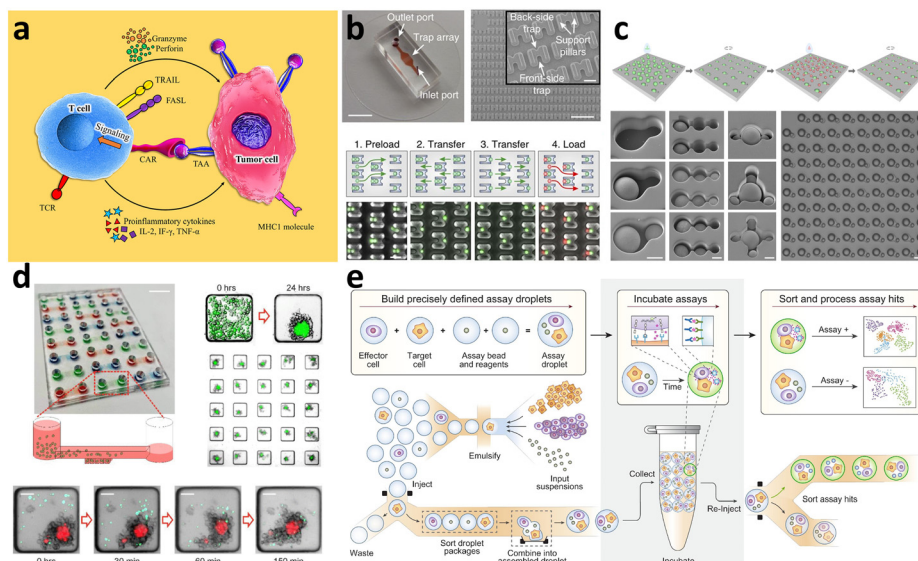 a
Granzyme
Perforin
TRAIL
FASL
T cell
Signaling
CAR
TAA
Tumor cell
TCR
Proinflammatory cytokines
IL-2, IF-γ, TNF-α
MHC1 molecule
b
Outlet port
Trap array
Inlet port
Back-side
trap
Support
pillars
Front-side
trap
1. Preload
2. Transfer
3. Transfer
4. Load
c
d
0 hrs
24 hrs
0 hrs
30 min
60 min
150 min
e
Build precisely defined assay droplets
Effector
cell
+
Target
cell
+
Assay bead
and reagents
+
=
Assay
droplet
Incubate assays
Time
Sort and process assay hits
Assay +
Assay -
Emulsify
Input
suspensions
Inject
Waste
Sort droplet
packages
Combine into
assembled droplet
Collect
Incubate
Re-Inject
Sort assay hits